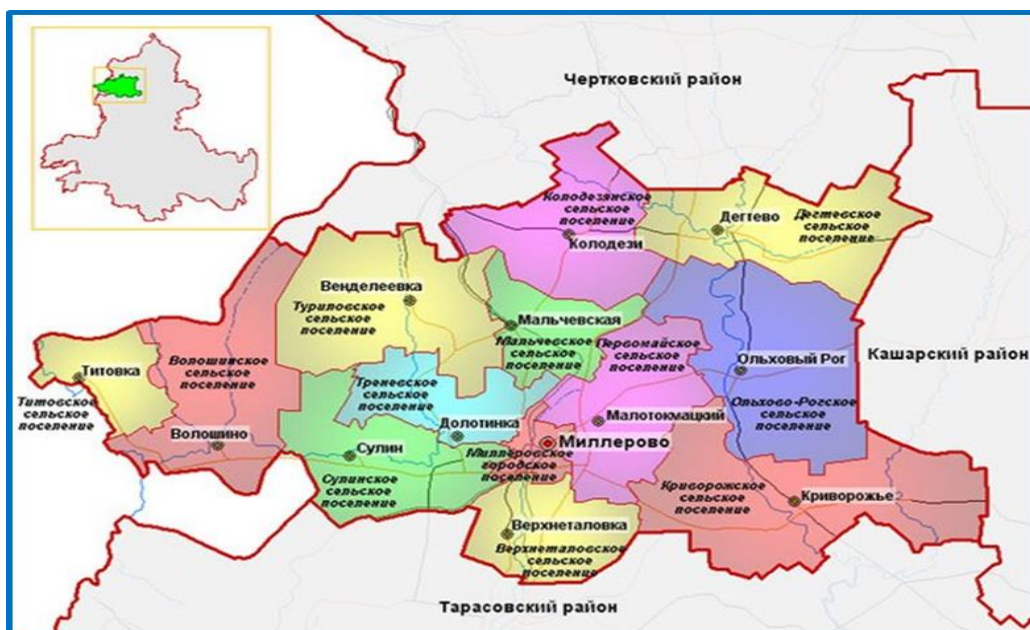 Чертковский район
Колодезянское
сельское
поселение
Колодези
Дегтево
Дегтевское
сельское
поселение
Венделеевка
Туриловское
сельское
поселение
Мальчевская
Мальчевское
сельское
поселение
Первомайское
сельское
поселение
Ольховый Рог
Ольхово-Рогское
сельское
поселение
Кашарский район
Титовка
Титовское
сельское
поселение
Волошинское
сельское
поселение
Волошино
Треневское
сельское
поселение
Долотинка
Малотокмацкий
Миллерово
Миллеровское
городское
поселение
Сулин
Сулинское
сельское
поселение
Криворожское
сельское
поселение
Криворожье
Верхнеталовка
Верхнеталовское
сельское
поселение
Тарасовский район